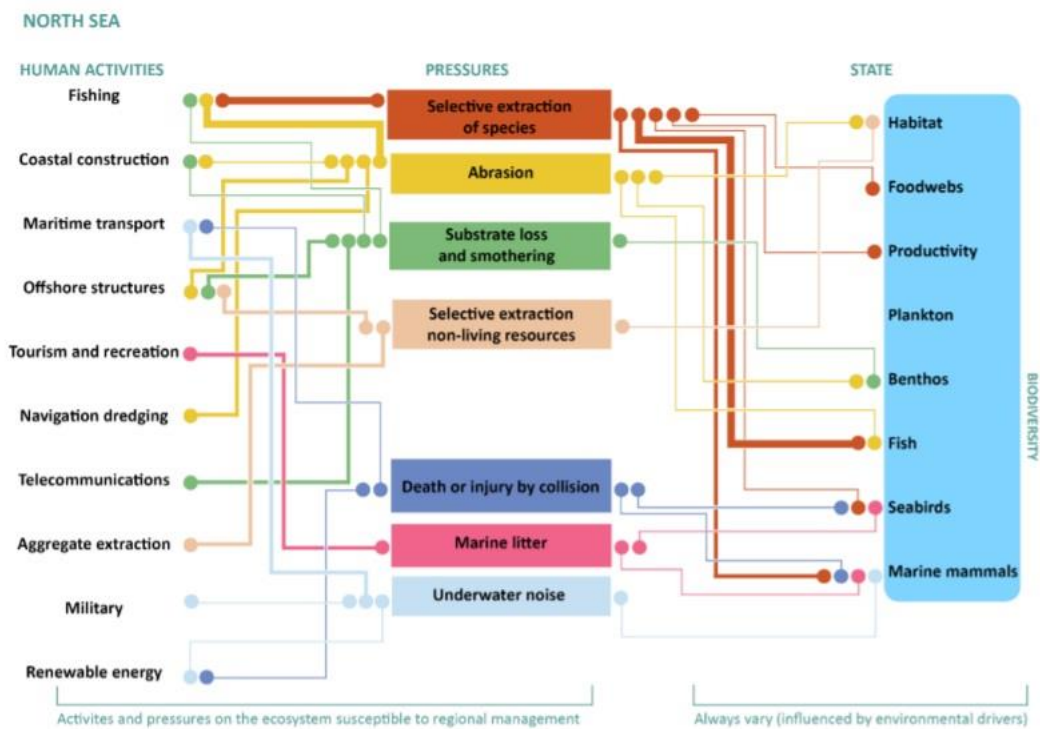 NORTH SEA
HUMAN ACTIVITIES
PRESSURES
STATE
Fishing
Coastal construction
Maritime transport
Offshore structures
Tourism and recreation
Navigation dredging
Telecommunications
Aggregate extraction
Military
Renewable energy
Selective extraction
of species
Abrasion
Substrate loss
and smothering
Selective extraction
non-living resources
Death or injury by collision
Marine litter
Underwater noise
Habitat
Foodwebs
Productivity
Plankton
Benthos
Fish
Seabirds
Marine mammals
BIODIVERSITY
Activites and pressures on the ecosystem susceptible to regional management
Always vary (influenced by environmental drivers)